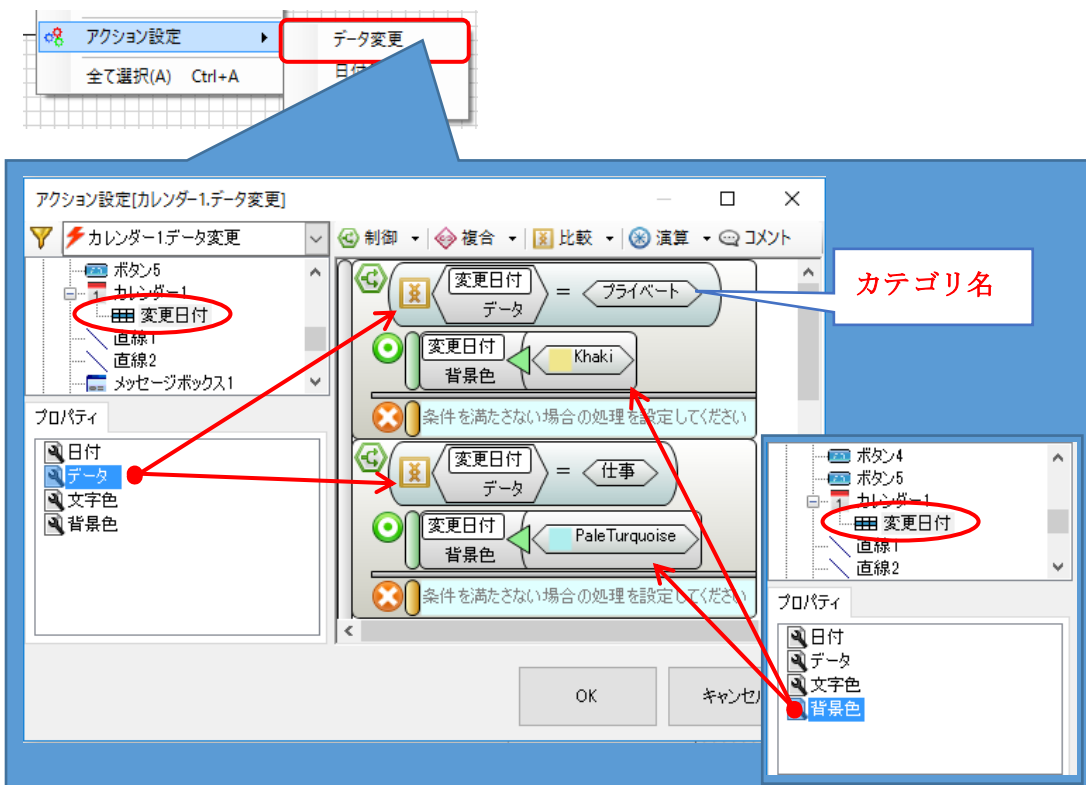 アクション設定
データ変更
全て選択(A) Ctrl+A
アクション設定[カレンダー1.データ変更]
カレンダー1.データ変更
制御 複合 比較 演算 コメント
ボタン5
カレンダー1
変更日付
直線1
直線2
メッセージボックス1
プロパティ
日付
データ
文字色
背景色
変更日付
データ
=
プライベート
カテゴリ名
変更日付
背景色
Khaki
条件を満たさない場合の処理を設定してください
変更日付
データ
=
仕事
変更日付
背景色
PaleTurquoise
条件を満たさない場合の処理を設定してください
OK
キャンセル
ボタン4
ボタン5
カレンダー1
変更日付
直線1
直線2
プロパティ
日付
データ
文字色
背景色